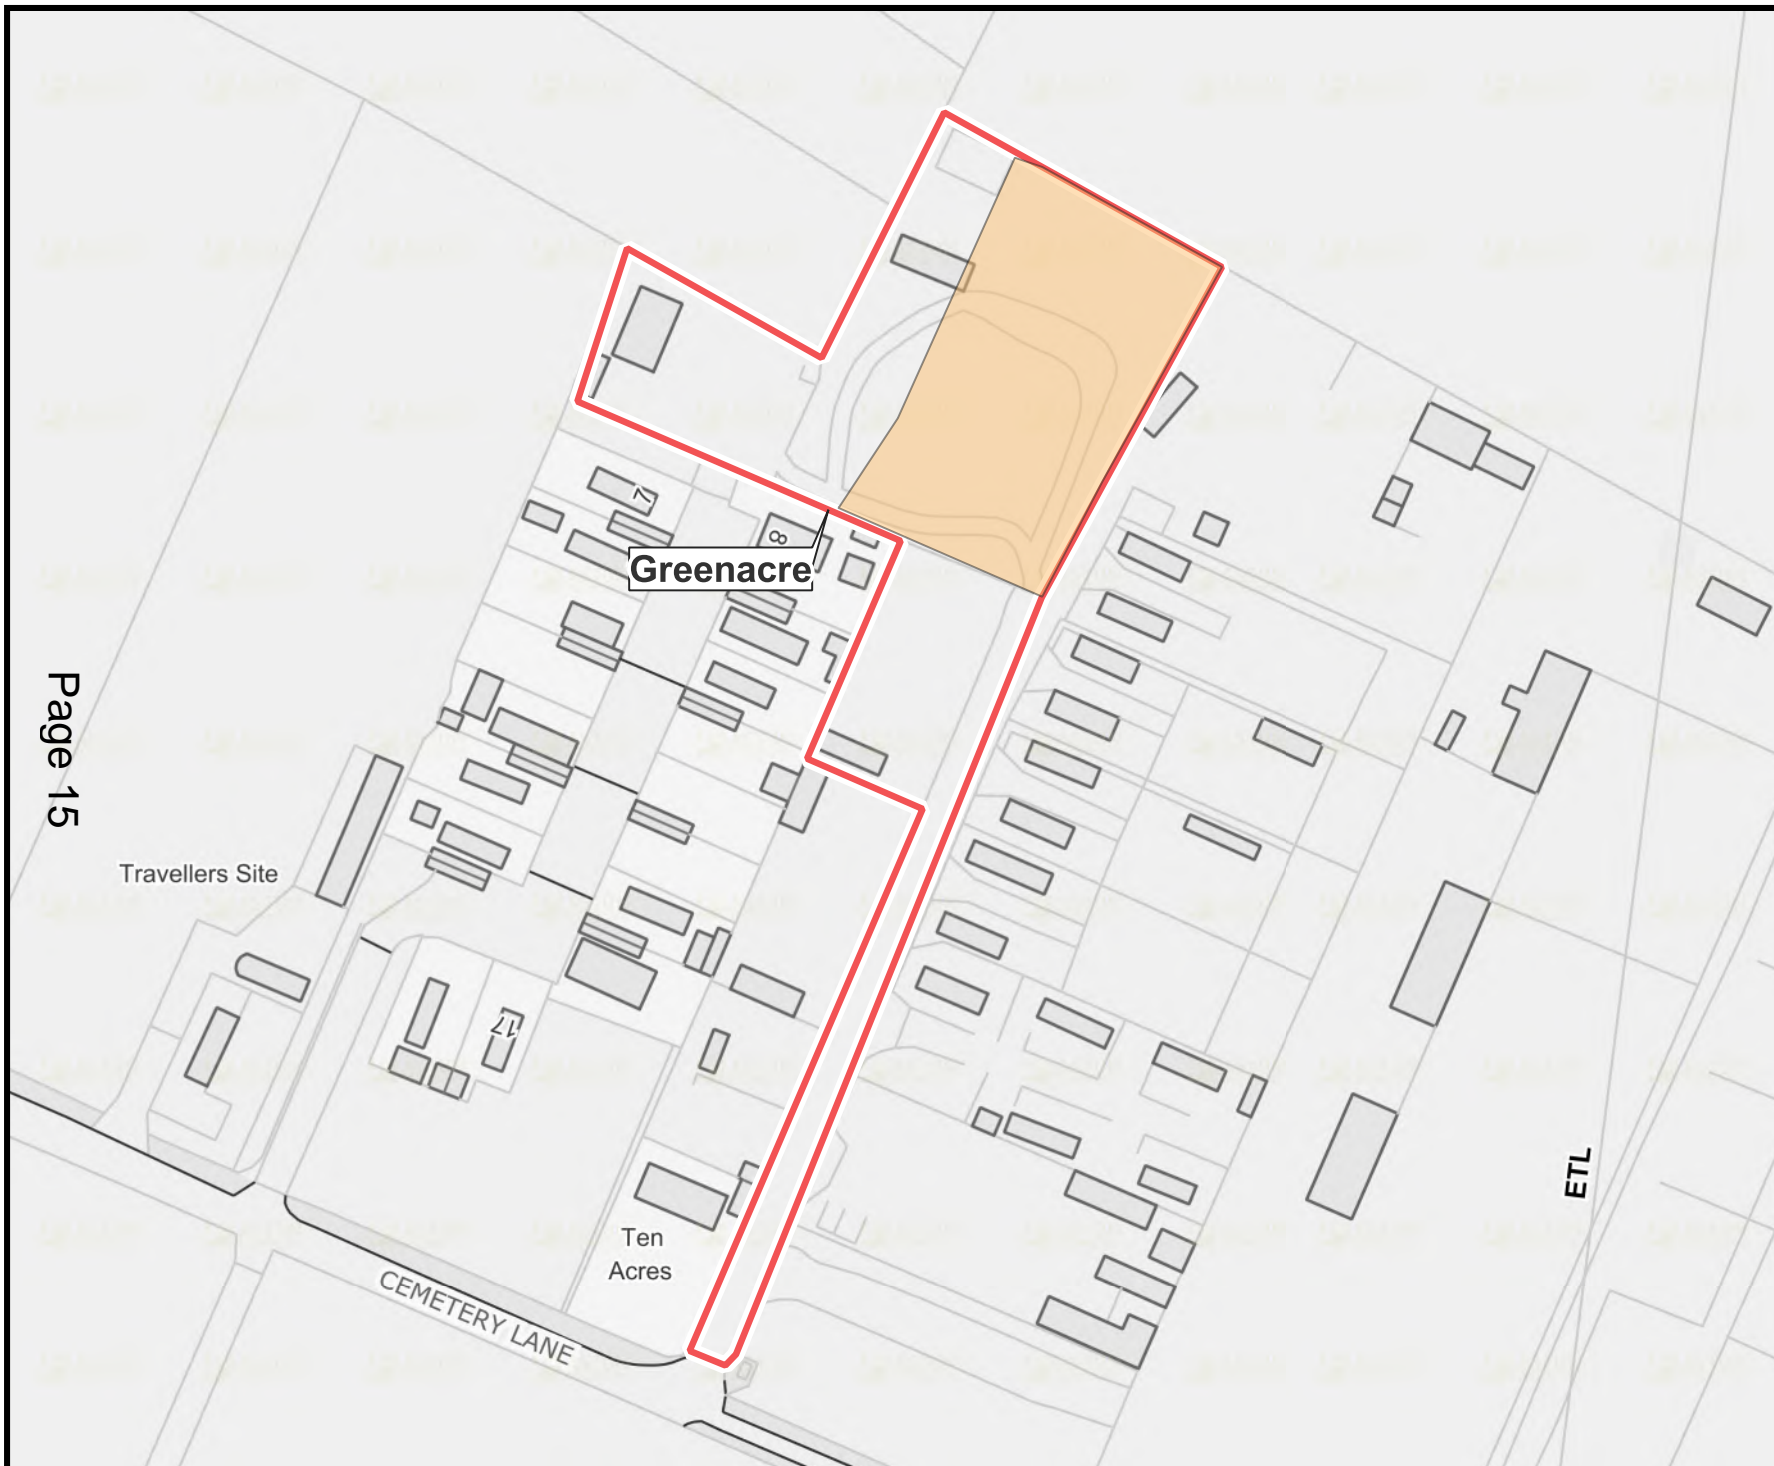 7
8
Greenacre
Page 15
Travellers Site
17
ETL
Ten
Acres
CEMETERY LANE